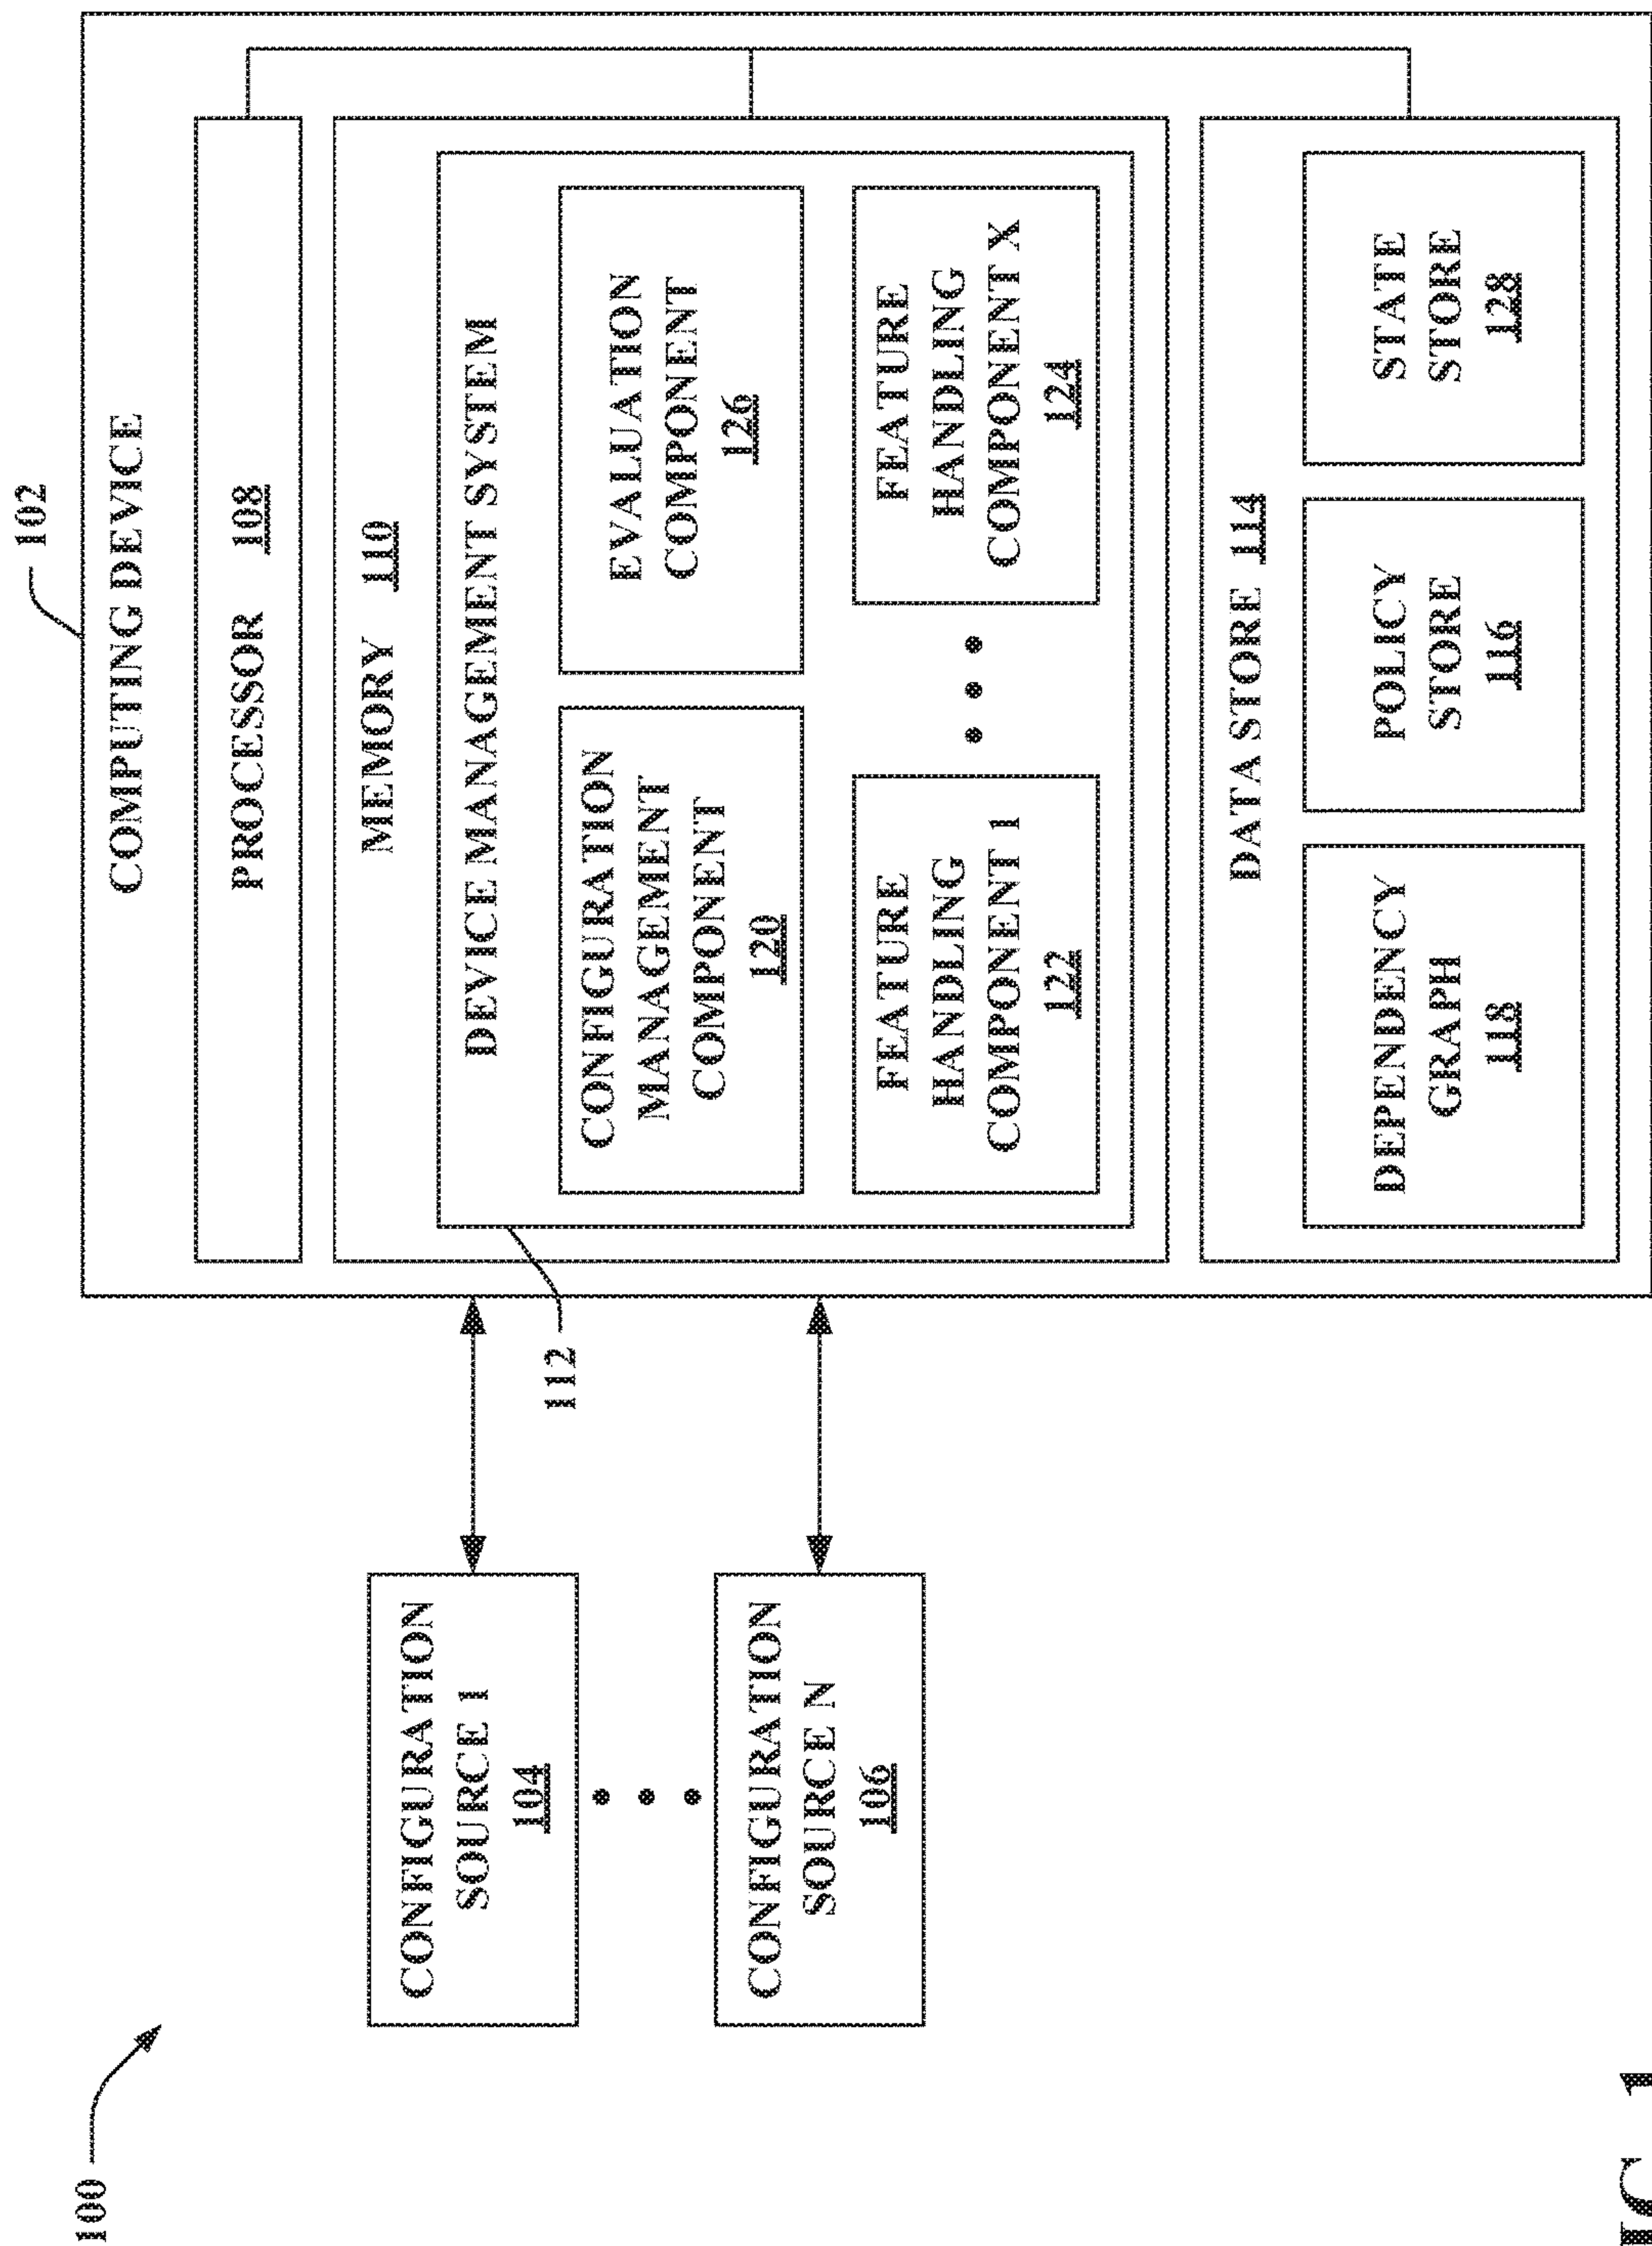 100
102
COMPUTING DEVICE
PROCESSOR 108
MEMORY 110
DEVICE MANAGEMENT SYSTEM
CONFIGURATION
MANAGEMENT
COMPONENT
120
EVALUATION
COMPONENT
126
FEATURE
HANDLING
COMPONENT 1
122
FEATURE
HANDLING
COMPONENT X
124
112
DATA STORE 114
DEPENDENCY
GRAPH
118
POLICY
STORE
116
STATE
STORE
128
CONFIGURATION
SOURCE 1
104
CONFIGURATION
SOURCE N
106
1